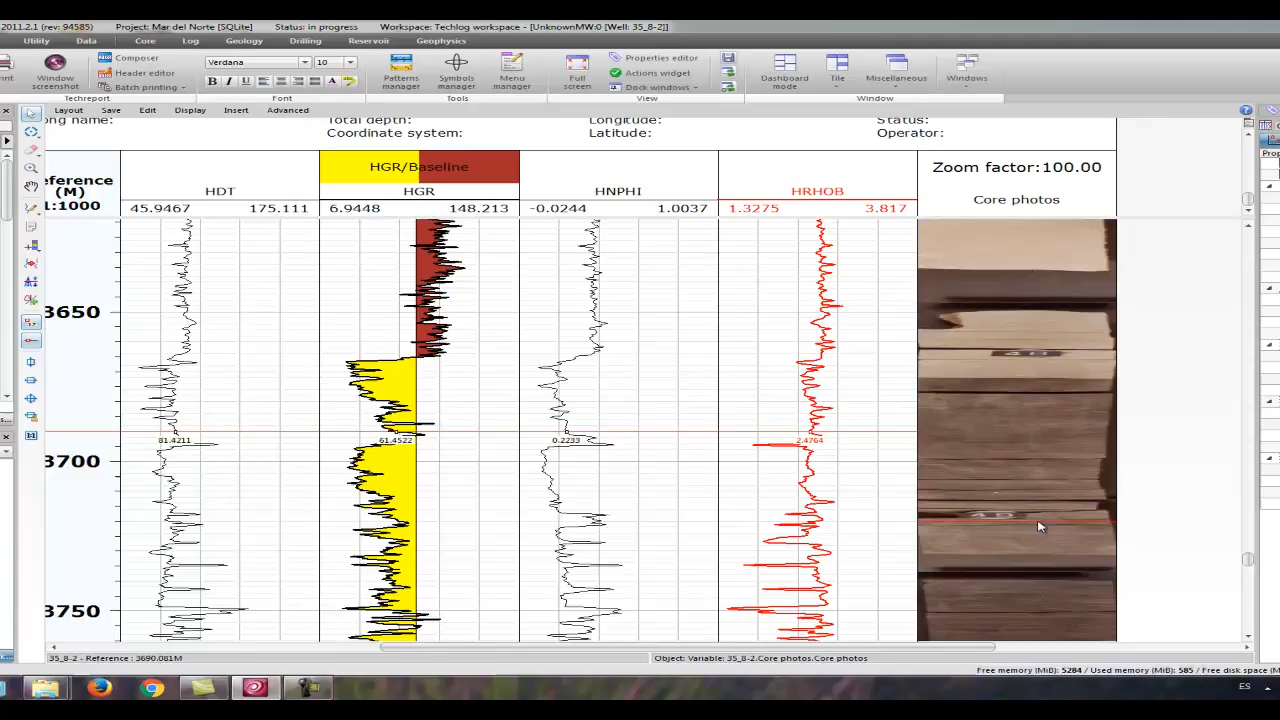 2011.2.1 (rev: 94585) Project: Mar del Norte [SQLite] Status: in progress Workspace: Techlog workspace - [UnknownMW:0 [Well: 35_8-2]]
Utility Data Core Log Geology Drilling Reservoir Geophysics
Composer
Header editor
Batch printing
Window screenshot
Techreport
Verdana 10
B I U A
Font
Patterns manager
Symbols manager
Menu manager
Tools
Full screen
Properties editor
Actions widget
Dock windows
View
Dashboard mode
Tile
Miscellaneous
Windows
Window
Layout Save Edit Display Insert Advanced
ong name: Total depth: Longitude: Status:
Coordinate system: Latitude: Operator:
HGR/Baseline Zoom factor:100.00
eference (M) 1:1000
HDT HGR HNPHI HRHOB Core photos
45.9467 175.111 6.9448 148.213 -0.0244 1.0037 1.3275 3.817
3650
81.4211 61.4522 0.2233 2.4764
3700
3750
35_8-2 - Reference : 3690.081M Object: Variable: 35_8-2.Core photos.Core photos
Free memory (MiB): 5284 / Used memory (MiB): 585 / Free disk space (M
ES
Prop